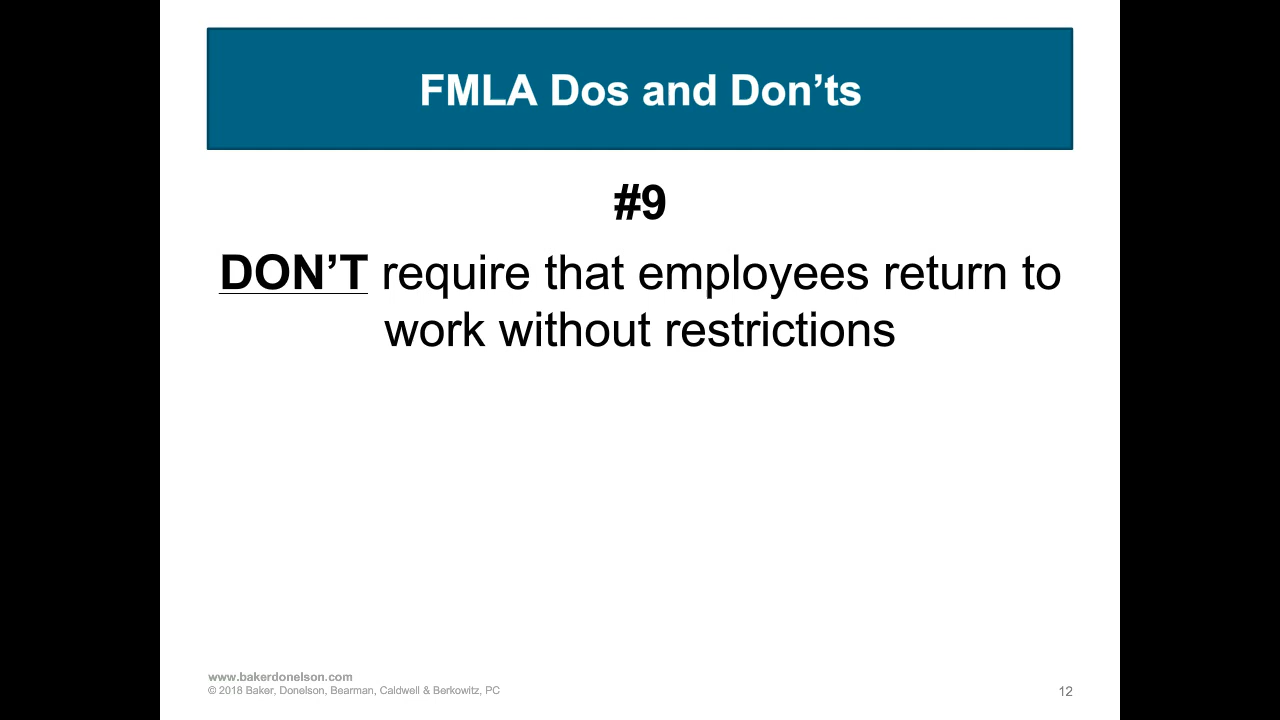 FMLA Dos and Don’ts
#9
DON’T require that employees return to
work without restrictions
www.bakerdonelson.com
© 2018 Baker, Donelson, Bearman, Caldwell & Berkowitz, PC
12